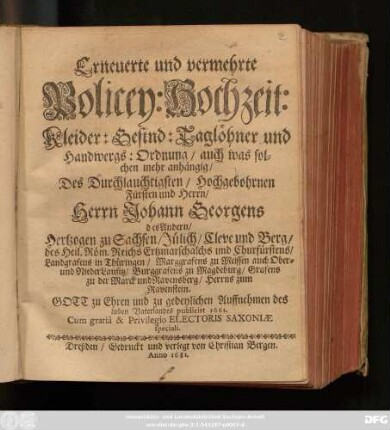 Erneuerte und vermehrte
Policey: Hochzeit:
Kleider: Gesind: Taglöhner und
Handwergs: Ordnung/ auch was sol-
chen mehr anhängig/
Des Durchlauchtigsten/ Hochgebohrnen
Fürsten und Herrn/
Herrn Johann Georgens
des Andern/
Hertzogen zu Sachsen/ Jülich/ Cleve und Berg/
des Heil. Röm. Reichs Ertzmarschalchs und Churfürstens/
Landgrafens in Thüringen/ Marggrafens zu Meissen auch Ober-
und NiederLausitz/ Burggrafens zu Magdeburg/ Grafens
zu der Marck und Ravensberg/ Herrns zum
Ravenstein.
GOTT zu Ehren und zu gedeylichen Auffnehmen des
lieben Vaterlandes publicirt 1661.
Cum gratiâ & Privilegio ELECTORIS SAXONIÆ
speciali.
Dreßden/ Gedruckt und verlegt von Christian Bergen.
Anno 1681.
DFG